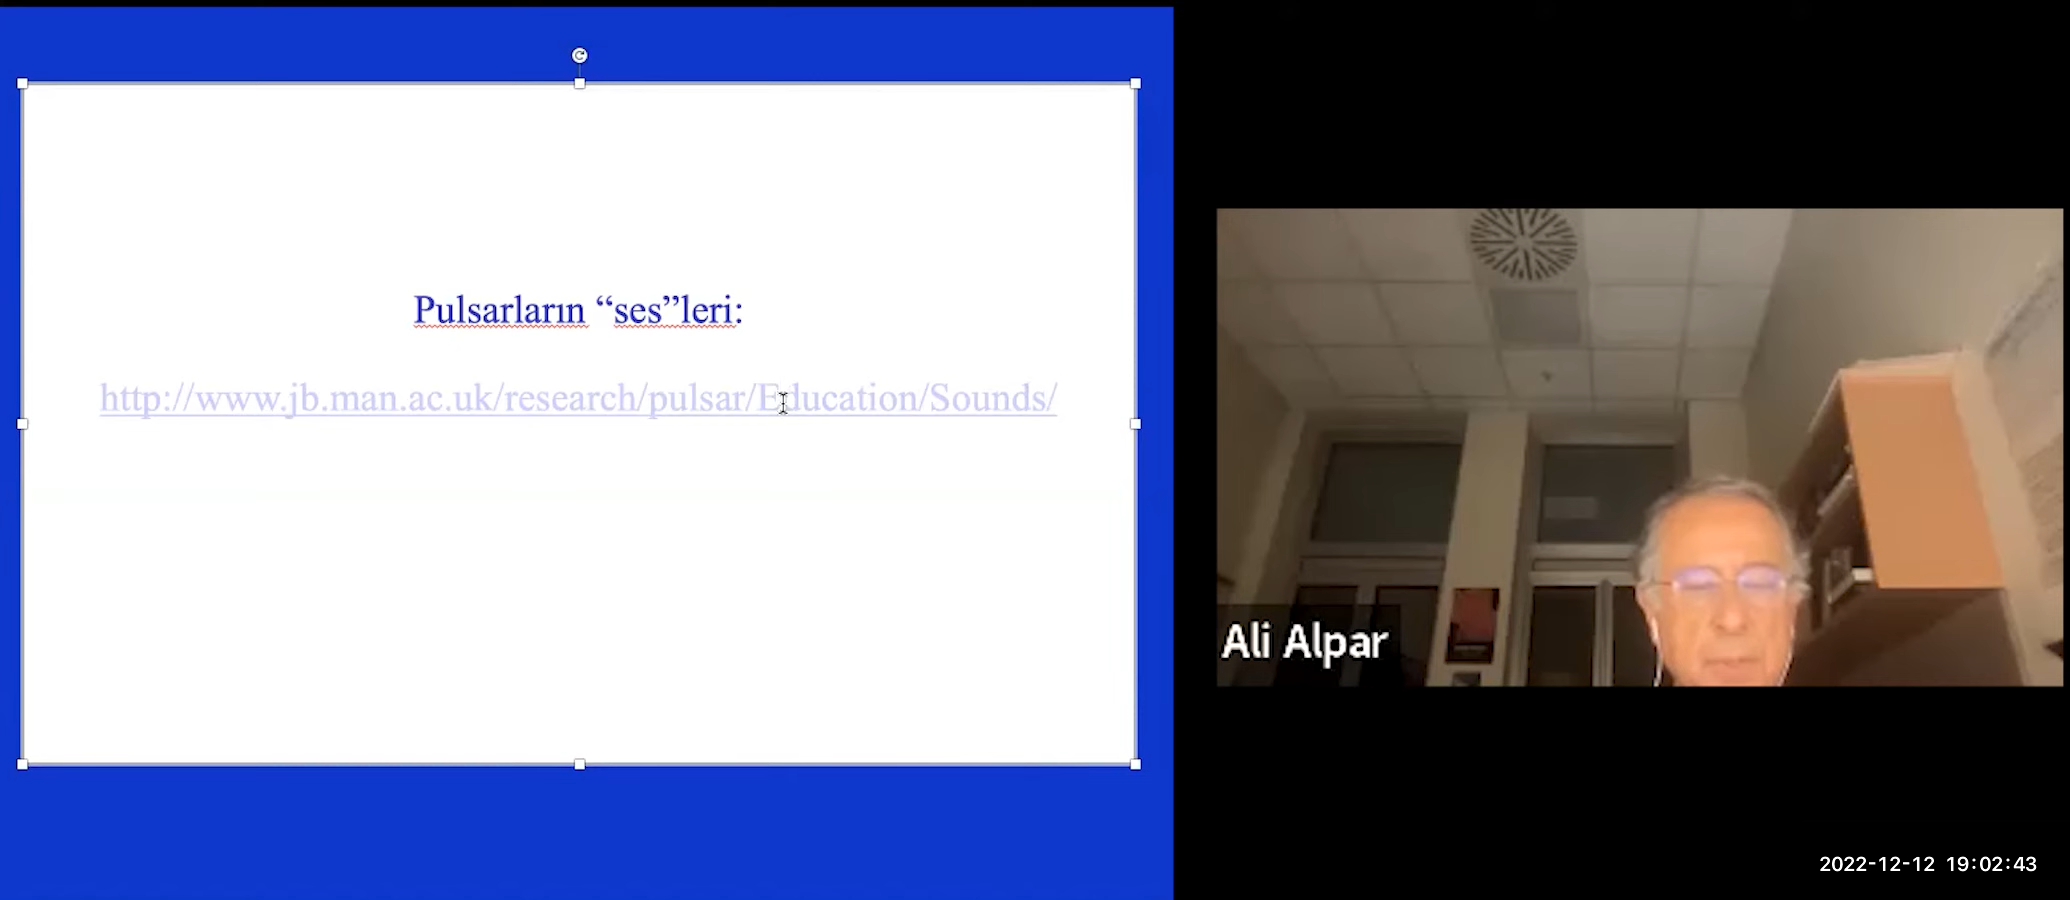 Pulsarların “ses”leri:
http://www.jb.man.ac.uk/research/pulsar/Education/Sounds/
Ali Alpar
2022-12-12 19:02:43